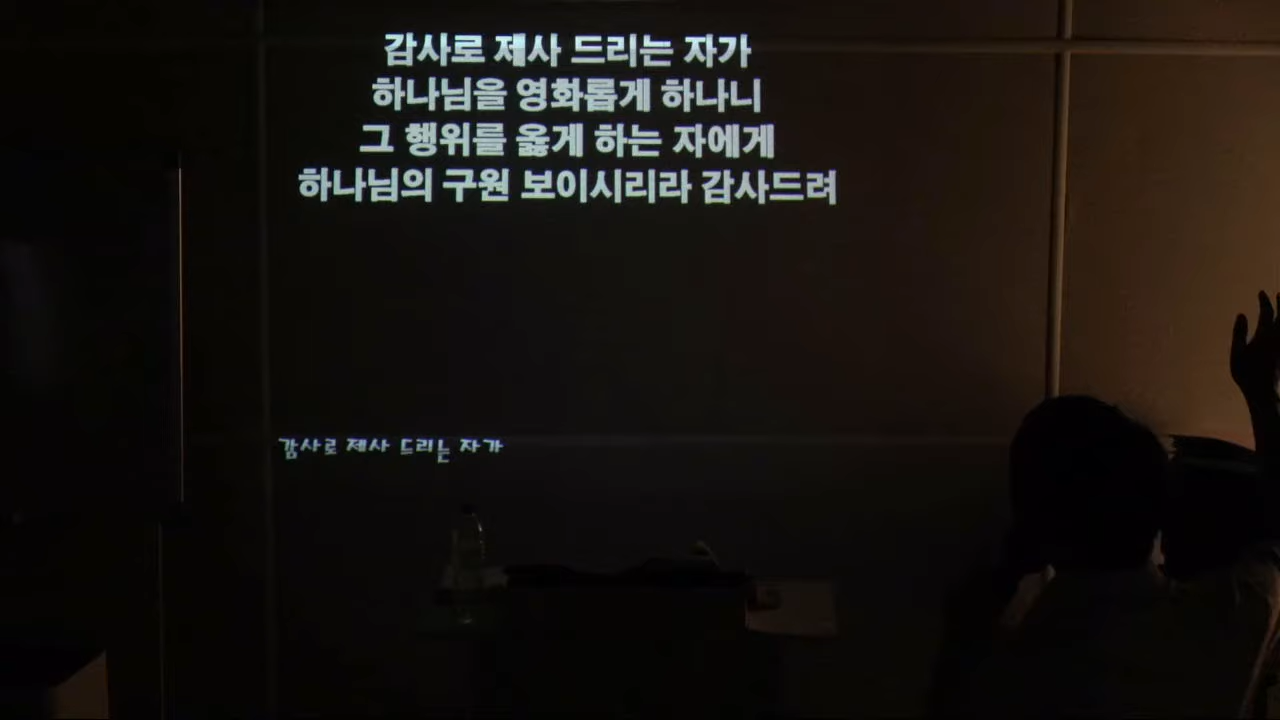 감사로 제사 드리는 자가
하나님을 영화롭게 하나니
그 행위를 옳게 하는 자에게
하나님의 구원 보이시리라 감사드려
감사로 제사 드리는 자가